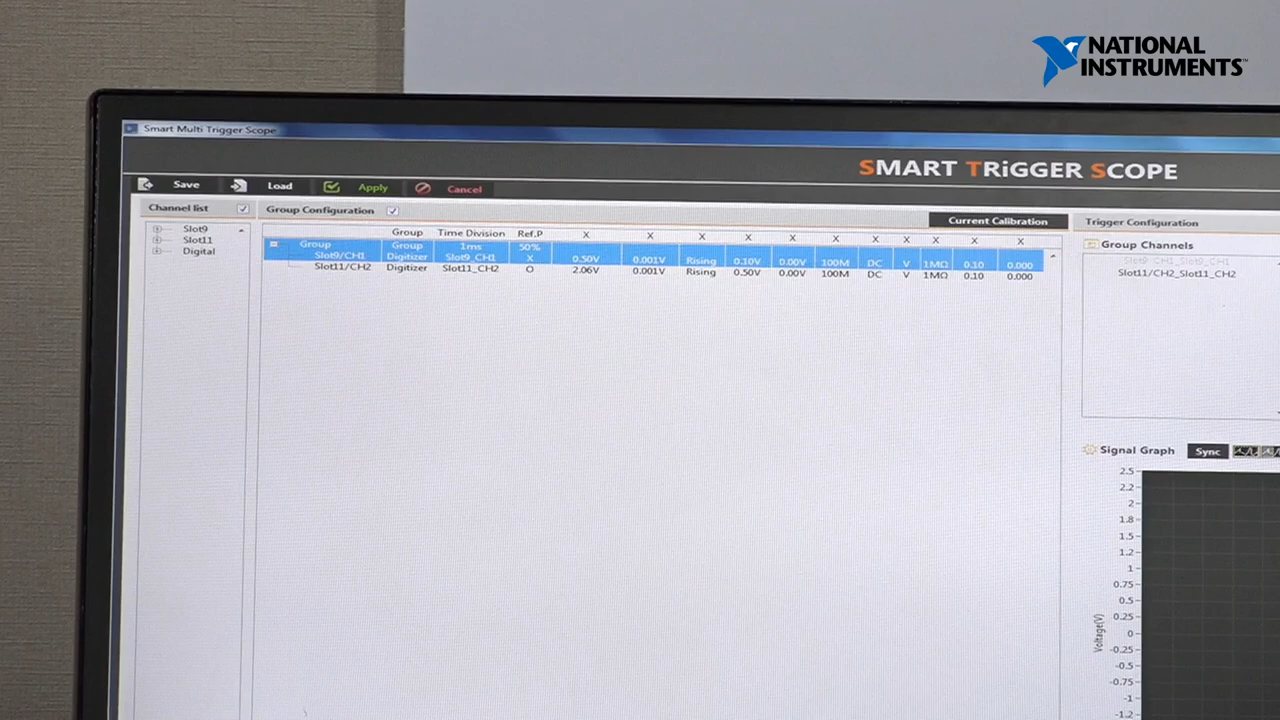 NATIONAL
INSTRUMENTS™
Smart Multi Trigger Scope
SMART TRiGGER SCOPE
Save Load Apply Cancel
Channel list Group Configuration Current Calibration Trigger Configuration
Slot9
Slot11
Digital
Group Time Division Ref.P X X X X X X X X X X X
Group Group 1ms 50%
Slot9/CH1 Digitizer Slot9_CH1 X 0.50V 0.001V Rising 0.10V 0.00V 100M DC V 1MΩ 0.10 0.000
Slot11/CH2 Digitizer Slot11_CH2 O 2.06V 0.001V Rising 0.50V 0.00V 100M DC V 1MΩ 0.10 0.000
Group Channels
Slot9_CH1_Slot9_CH1
Slot11/CH2_Slot11_CH2
Signal Graph Sync
Voltage(V)
2.5
2.2
2
1.8
1.5
1.2
1
0.75
0.5
0.25
0
-0.25
-0.5
-0.75
-1
-1.2